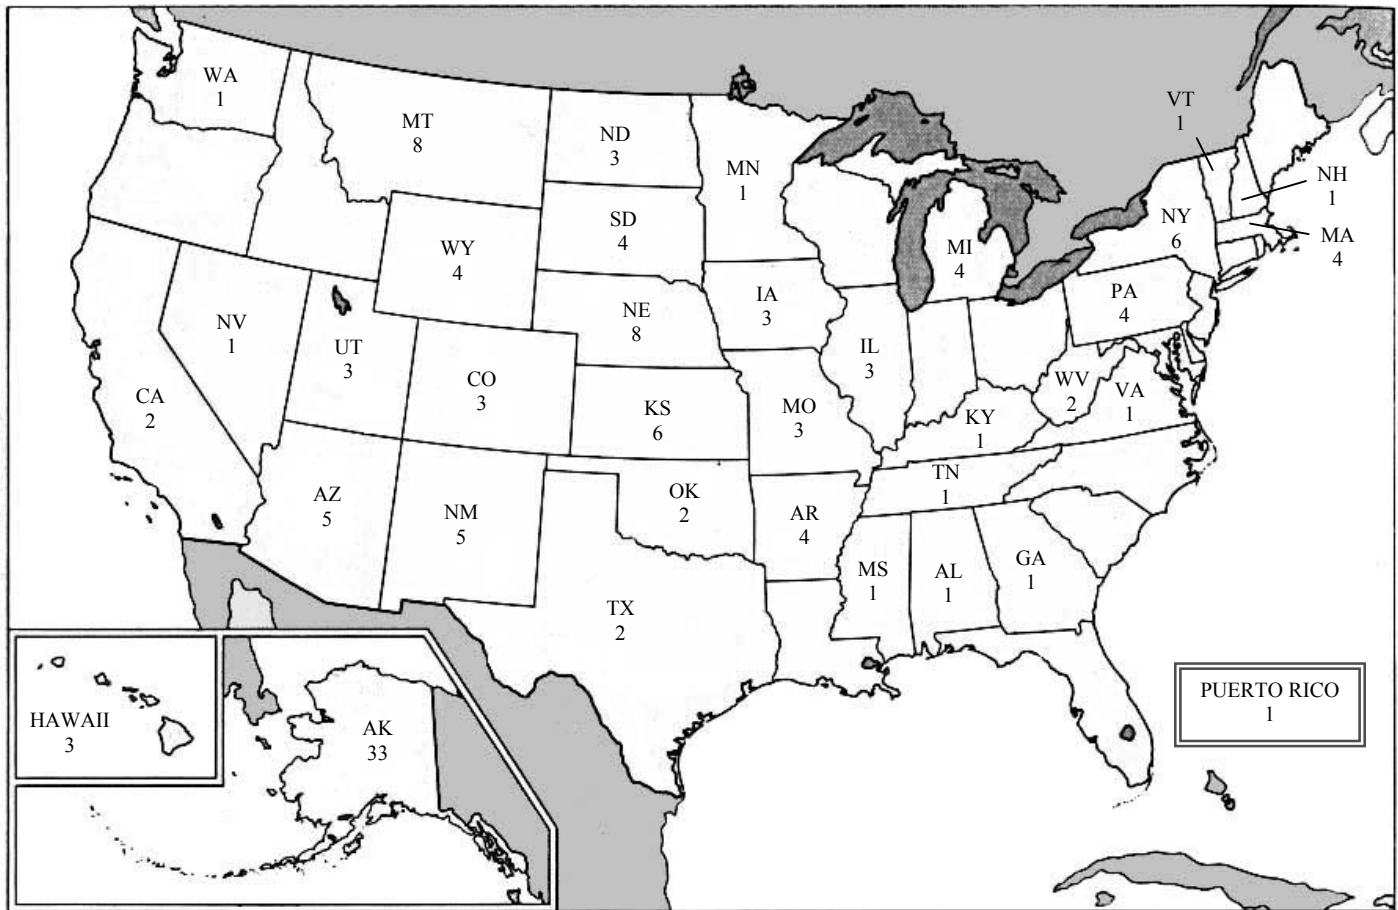 WA
1
MT
8
ND
3
MN
1
VT
1
NH
1
MA
4
NY
6
SD
4
WY
4
MI
4
PA
4
IA
3
NE
8
NV
1
UT
3
IL
3
CO
3
WV
2
VA
1
CA
2
KS
6
MO
3
KY
1
TN
1
AZ
5
NM
5
OK
2
AR
4
MS
1
AL
1
GA
1
TX
2
PUERTO RICO
1
HAWAII
3
AK
33